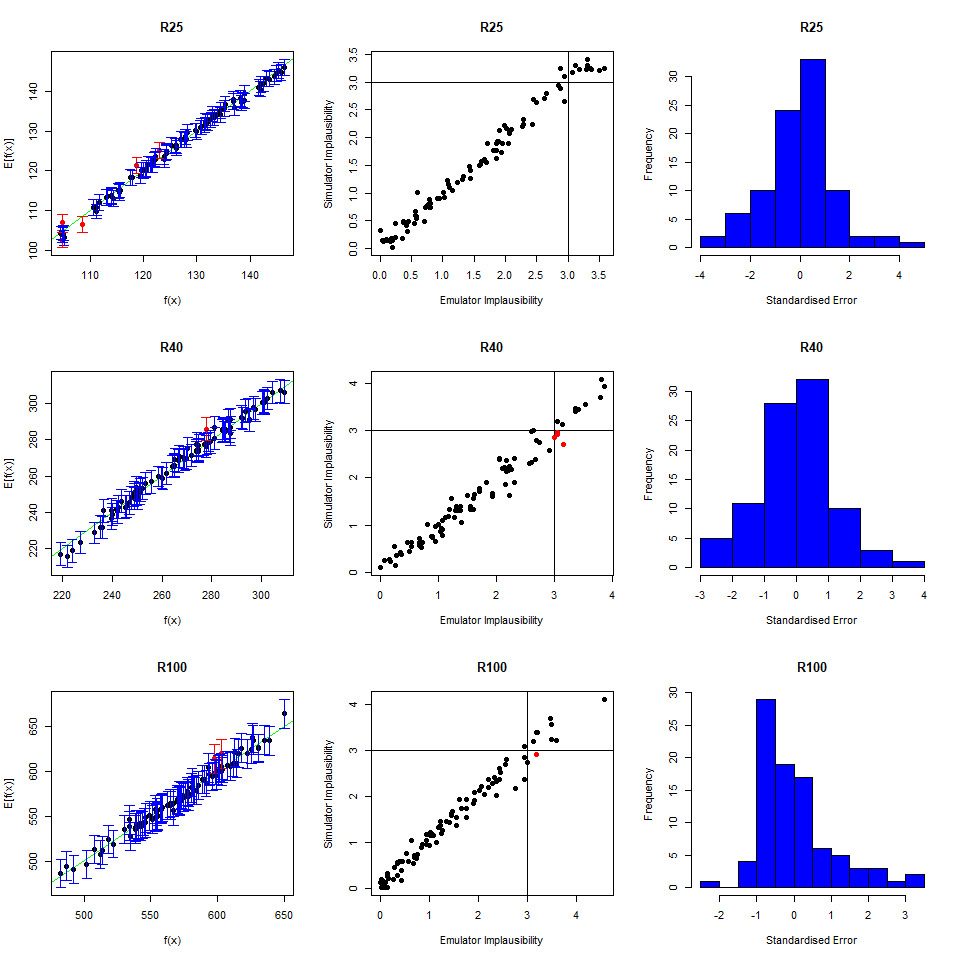 R25 R25 R25
E[f(x)] 100 110 120 130 140
110 120 130 140
f(x)
Simulator Implausibility 0.0 0.5 1.0 1.5 2.0 2.5 3.0 3.5
0.0 0.5 1.0 1.5 2.0 2.5 3.0 3.5
Emulator Implausibility
Frequency 0 5 10 20 30
-4 -2 0 2 4
Standardised Error
R40 R40 R40
E[f(x)] 220 240 260 280 300
220 240 260 280 300
f(x)
Simulator Implausibility 0 1 2 3 4
0 1 2 3 4
Emulator Implausibility
Frequency 0 5 10 20 30
-3 -2 -1 0 1 2 3 4
Standardised Error
R100 R100 R100
E[f(x)] 500 550 600 650
500 550 600 650
f(x)
Simulator Implausibility 0 1 2 3 4
0 1 2 3 4
Emulator Implausibility
Frequency 0 5 10 15 20 25 30
-2 -1 0 1 2 3
Standardised Error